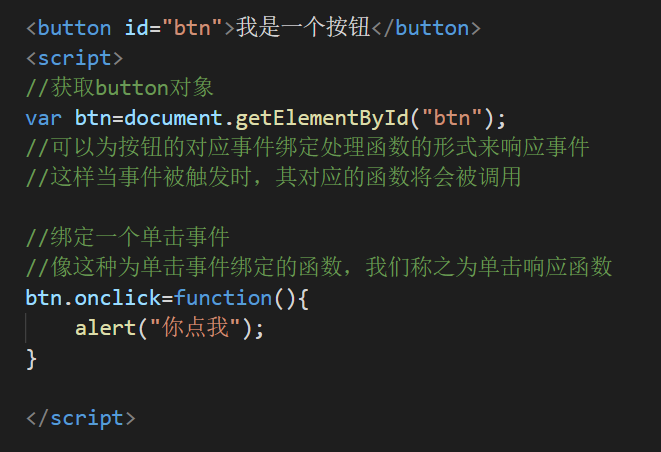 <button id="btn">我是一个按钮</button>
<script>
//获取button对象
var btn=document.getElementById("btn");
//可以为按钮的对应事件绑定处理函数的形式来响应事件
//这样当事件被触发时，其对应的函数将会被调用
//绑定一个单击事件
//像这种为单击事件绑定的函数，我们称之为单击响应函数
btn.onclick=function(){
    alert("你点我");
}
</script>